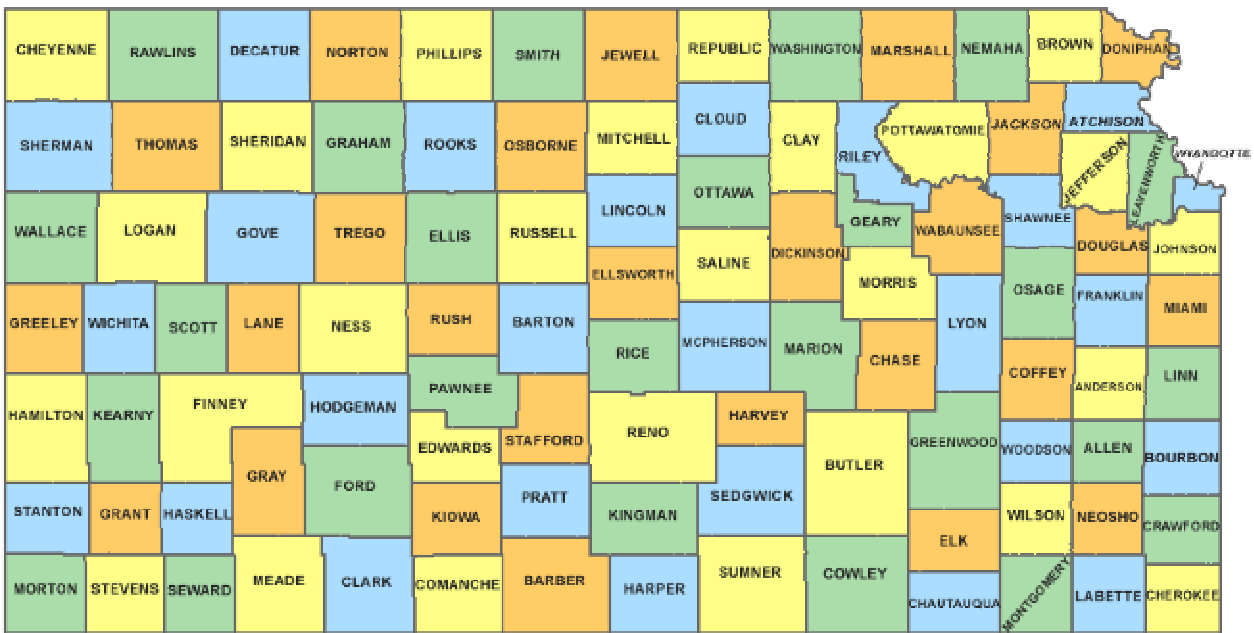 CHEYENNE
RAWLINS
DECATUR
NORTON
PHILLIPS
SMITH
JEWELL
REPUBLIC
WASHINGTON
MARSHALL
NEMAHA
BROWN
DONIPHAN
SHERMAN
THOMAS
SHERIDAN
GRAHAM
ROOKS
OSBORNE
MITCHELL
CLOUD
CLAY
RILEY
POTTAWATOMIE
JACKSON
ATCHISON
JEFFERSON
LEAVENWORTH
WYANDOTTE
WALLACE
LOGAN
GOVE
TREGO
ELLIS
RUSSELL
LINCOLN
OTTAWA
DICKINSON
GEARY
WABAUNSEE
SHAWNEE
DOUGLAS
JOHNSON
ELLSWORTH
SALINE
MORRIS
OSAGE
FRANKLIN
MIAMI
GREELEY
WICHITA
SCOTT
LANE
NESS
RUSH
BARTON
RICE
MCPHERSON
MARION
CHASE
LYON
COFFEY
ANDERSON
LINN
HAMILTON
KEARNY
FINNEY
HODGEMAN
PAWNEE
EDWARDS
STAFFORD
RENO
HARVEY
BUTLER
GREENWOOD
WOODSON
ALLEN
BOURBON
STANTON
GRANT
HASKELL
GRAY
FORD
KIOWA
PRATT
KINGMAN
SEDGWICK
ELK
WILSON
NEOSHO
CRAWFORD
MORTON
STEVENS
SEWARD
MEADE
CLARK
COMANCHE
BARBER
HARPER
SUMNER
COWLEY
CHAUTAUQUA
MONTGOMERY
LABETTE
CHEROKEE